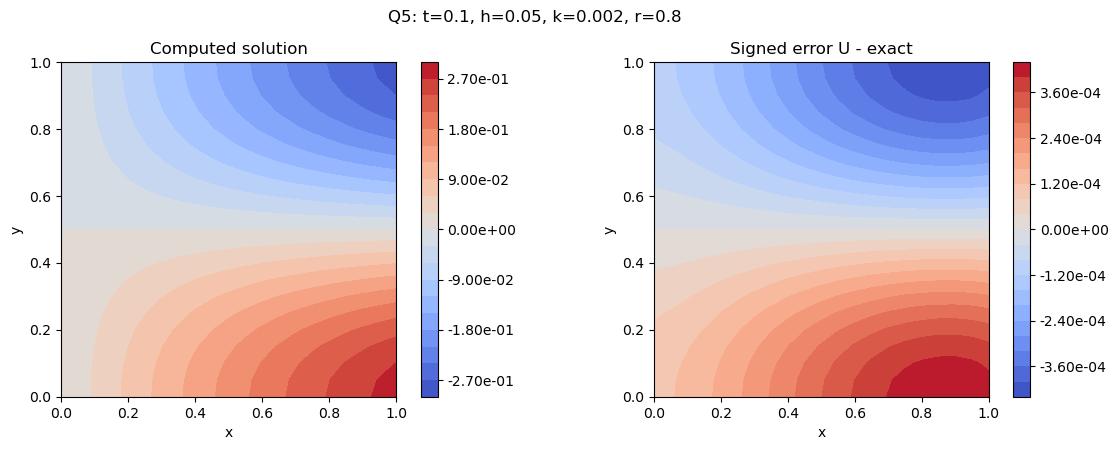 Q5: t=0.1, h=0.05, k=0.002, r=0.8
Computed solution
1.0
0.8
0.6
0.4
0.2
0.0
y
0.0 0.2 0.4 0.6 0.8 1.0
x
2.70e-01
1.80e-01
9.00e-02
0.00e+00
-9.00e-02
-1.80e-01
-2.70e-01
Signed error U - exact
1.0
0.8
0.6
0.4
0.2
0.0
y
0.0 0.2 0.4 0.6 0.8 1.0
x
3.60e-04
2.40e-04
1.20e-04
0.00e+00
-1.20e-04
-2.40e-04
-3.60e-04